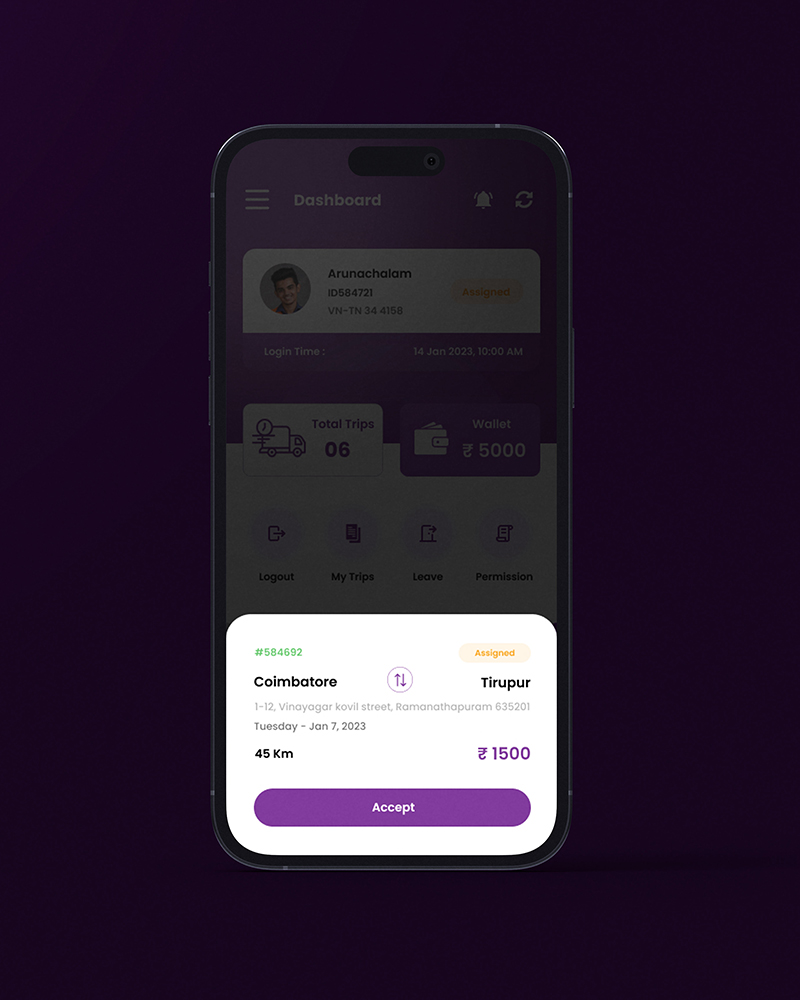 Dashboard
Arunachalam
ID584721
Assigned
VN-TN 34 4158
Login Time :
14 Jan 2023, 10:00 AM
Total Trips
06
Wallet
₹ 5000
Logout
My Trips
Leave
Permission
#584692
Assigned
Coimbatore
Tirupur
1-12, Vinayagar kovil street, Ramanathapuram 635201
Tuesday - Jan 7, 2023
45 Km
₹ 1500
Accept